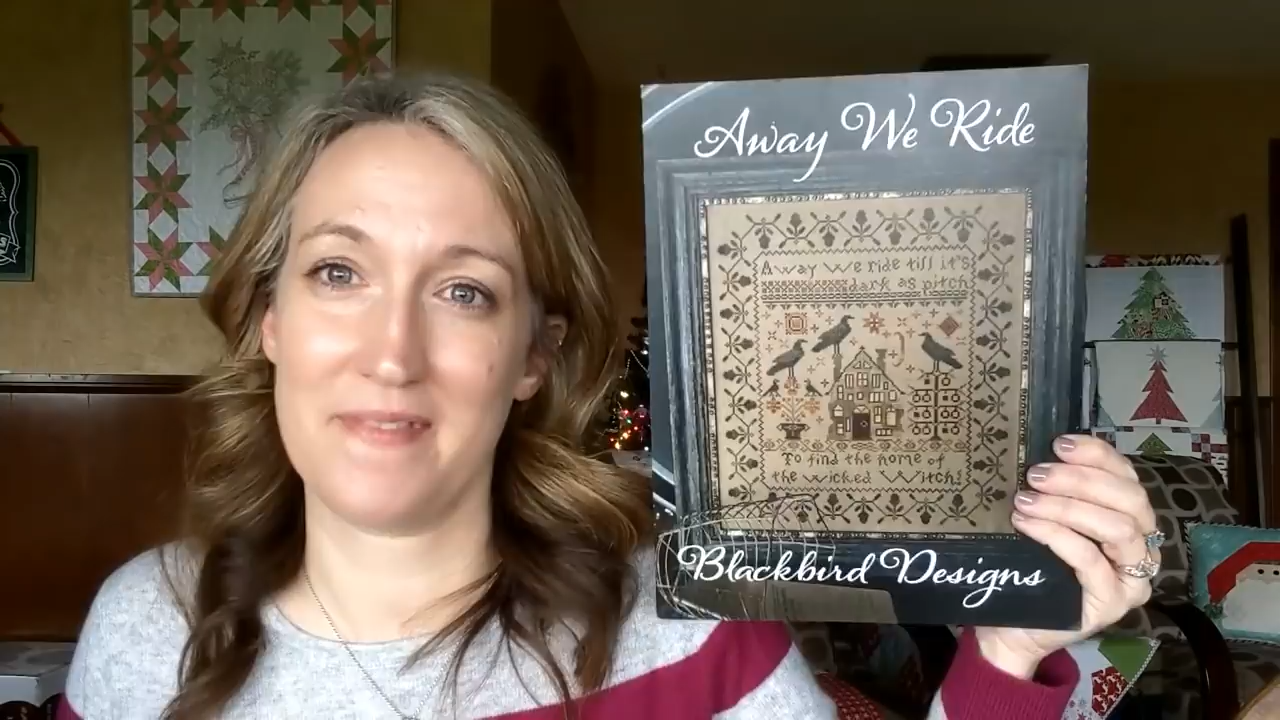 Away We Ride
Away we ride till it's
dark as pitch
To find the home of
the wicked Witch!
Blackbird Designs